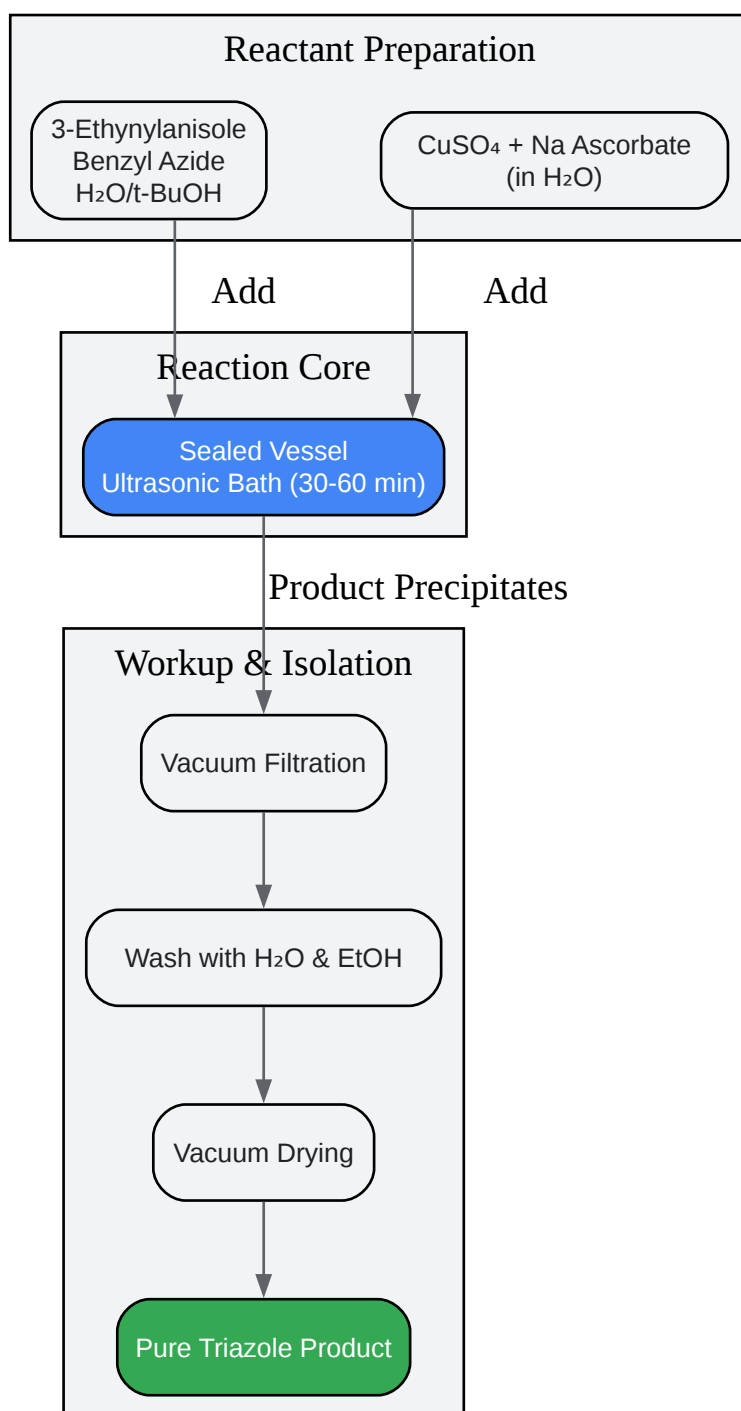 Reactant Preparation
3-Ethynylanisole
Benzyl Azide
H₂O/t-BuOH
CuSO₄ + Na Ascorbate
(in H₂O)
Add
Add
Reaction Core
Sealed Vessel
Ultrasonic Bath (30-60 min)
Product Precipitates
Workup & Isolation
Vacuum Filtration
Wash with H₂O & EtOH
Vacuum Drying
Pure Triazole Product